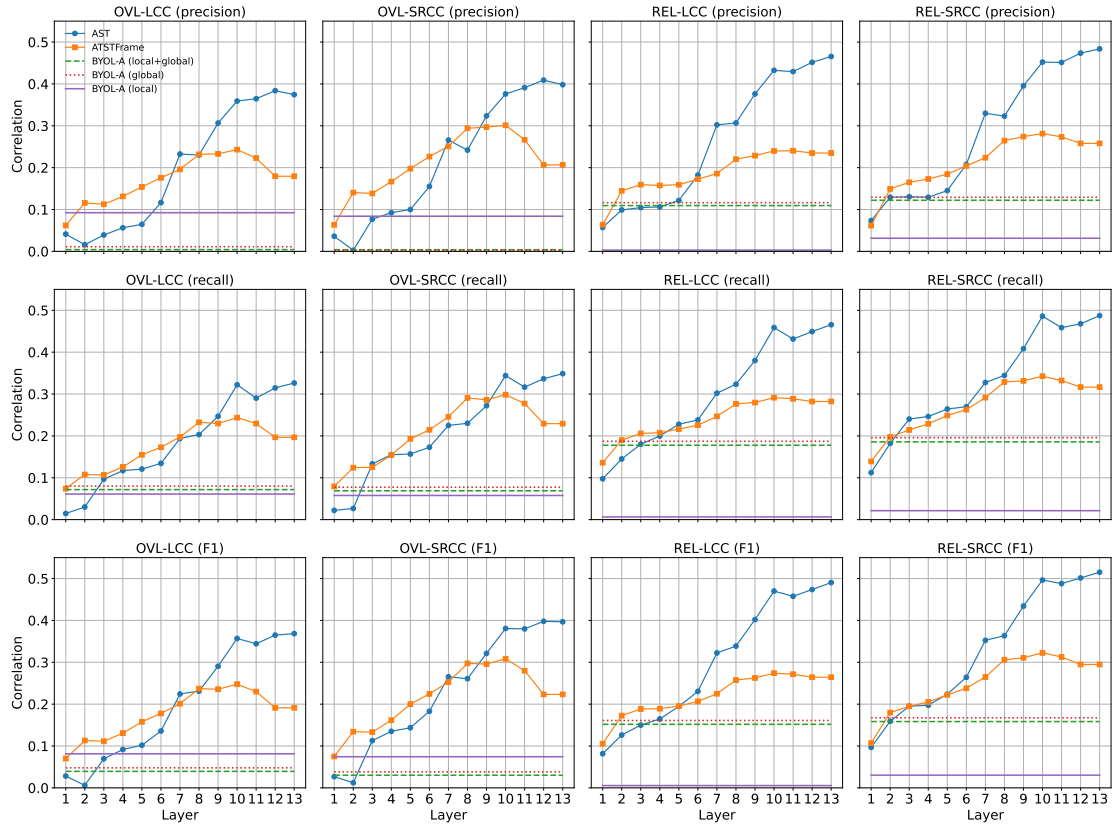 OVL-LCC (precision)
OVL-SRCC (precision)
REL-LCC (precision)
REL-SRCC (precision)
Correlation
0.5
0.4
0.3
0.2
0.1
0.0
AST
ATSTFrame
BYOL-A (local+global)
BYOL-A (global)
BYOL-A (local)
OVL-LCC (recall)
OVL-SRCC (recall)
REL-LCC (recall)
REL-SRCC (recall)
Correlation
0.5
0.4
0.3
0.2
0.1
0.0
OVL-LCC (F1)
OVL-SRCC (F1)
REL-LCC (F1)
REL-SRCC (F1)
Correlation
0.5
0.4
0.3
0.2
0.1
0.0
1 2 3 4 5 6 7 8 9 10 11 12 13
1 2 3 4 5 6 7 8 9 10 11 12 13
1 2 3 4 5 6 7 8 9 10 11 12 13
1 2 3 4 5 6 7 8 9 10 11 12 13
Layer
Layer
Layer
Layer